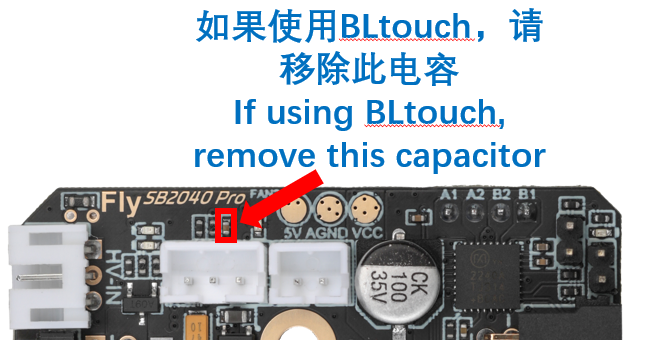 如果使用BLtouch，请
移除此电容
If using BLtouch,
remove this capacitor
Fly SB2040 Pro
A1 A2 B2 B1
5V AGND VCC
HV-IN
CK
100
35V